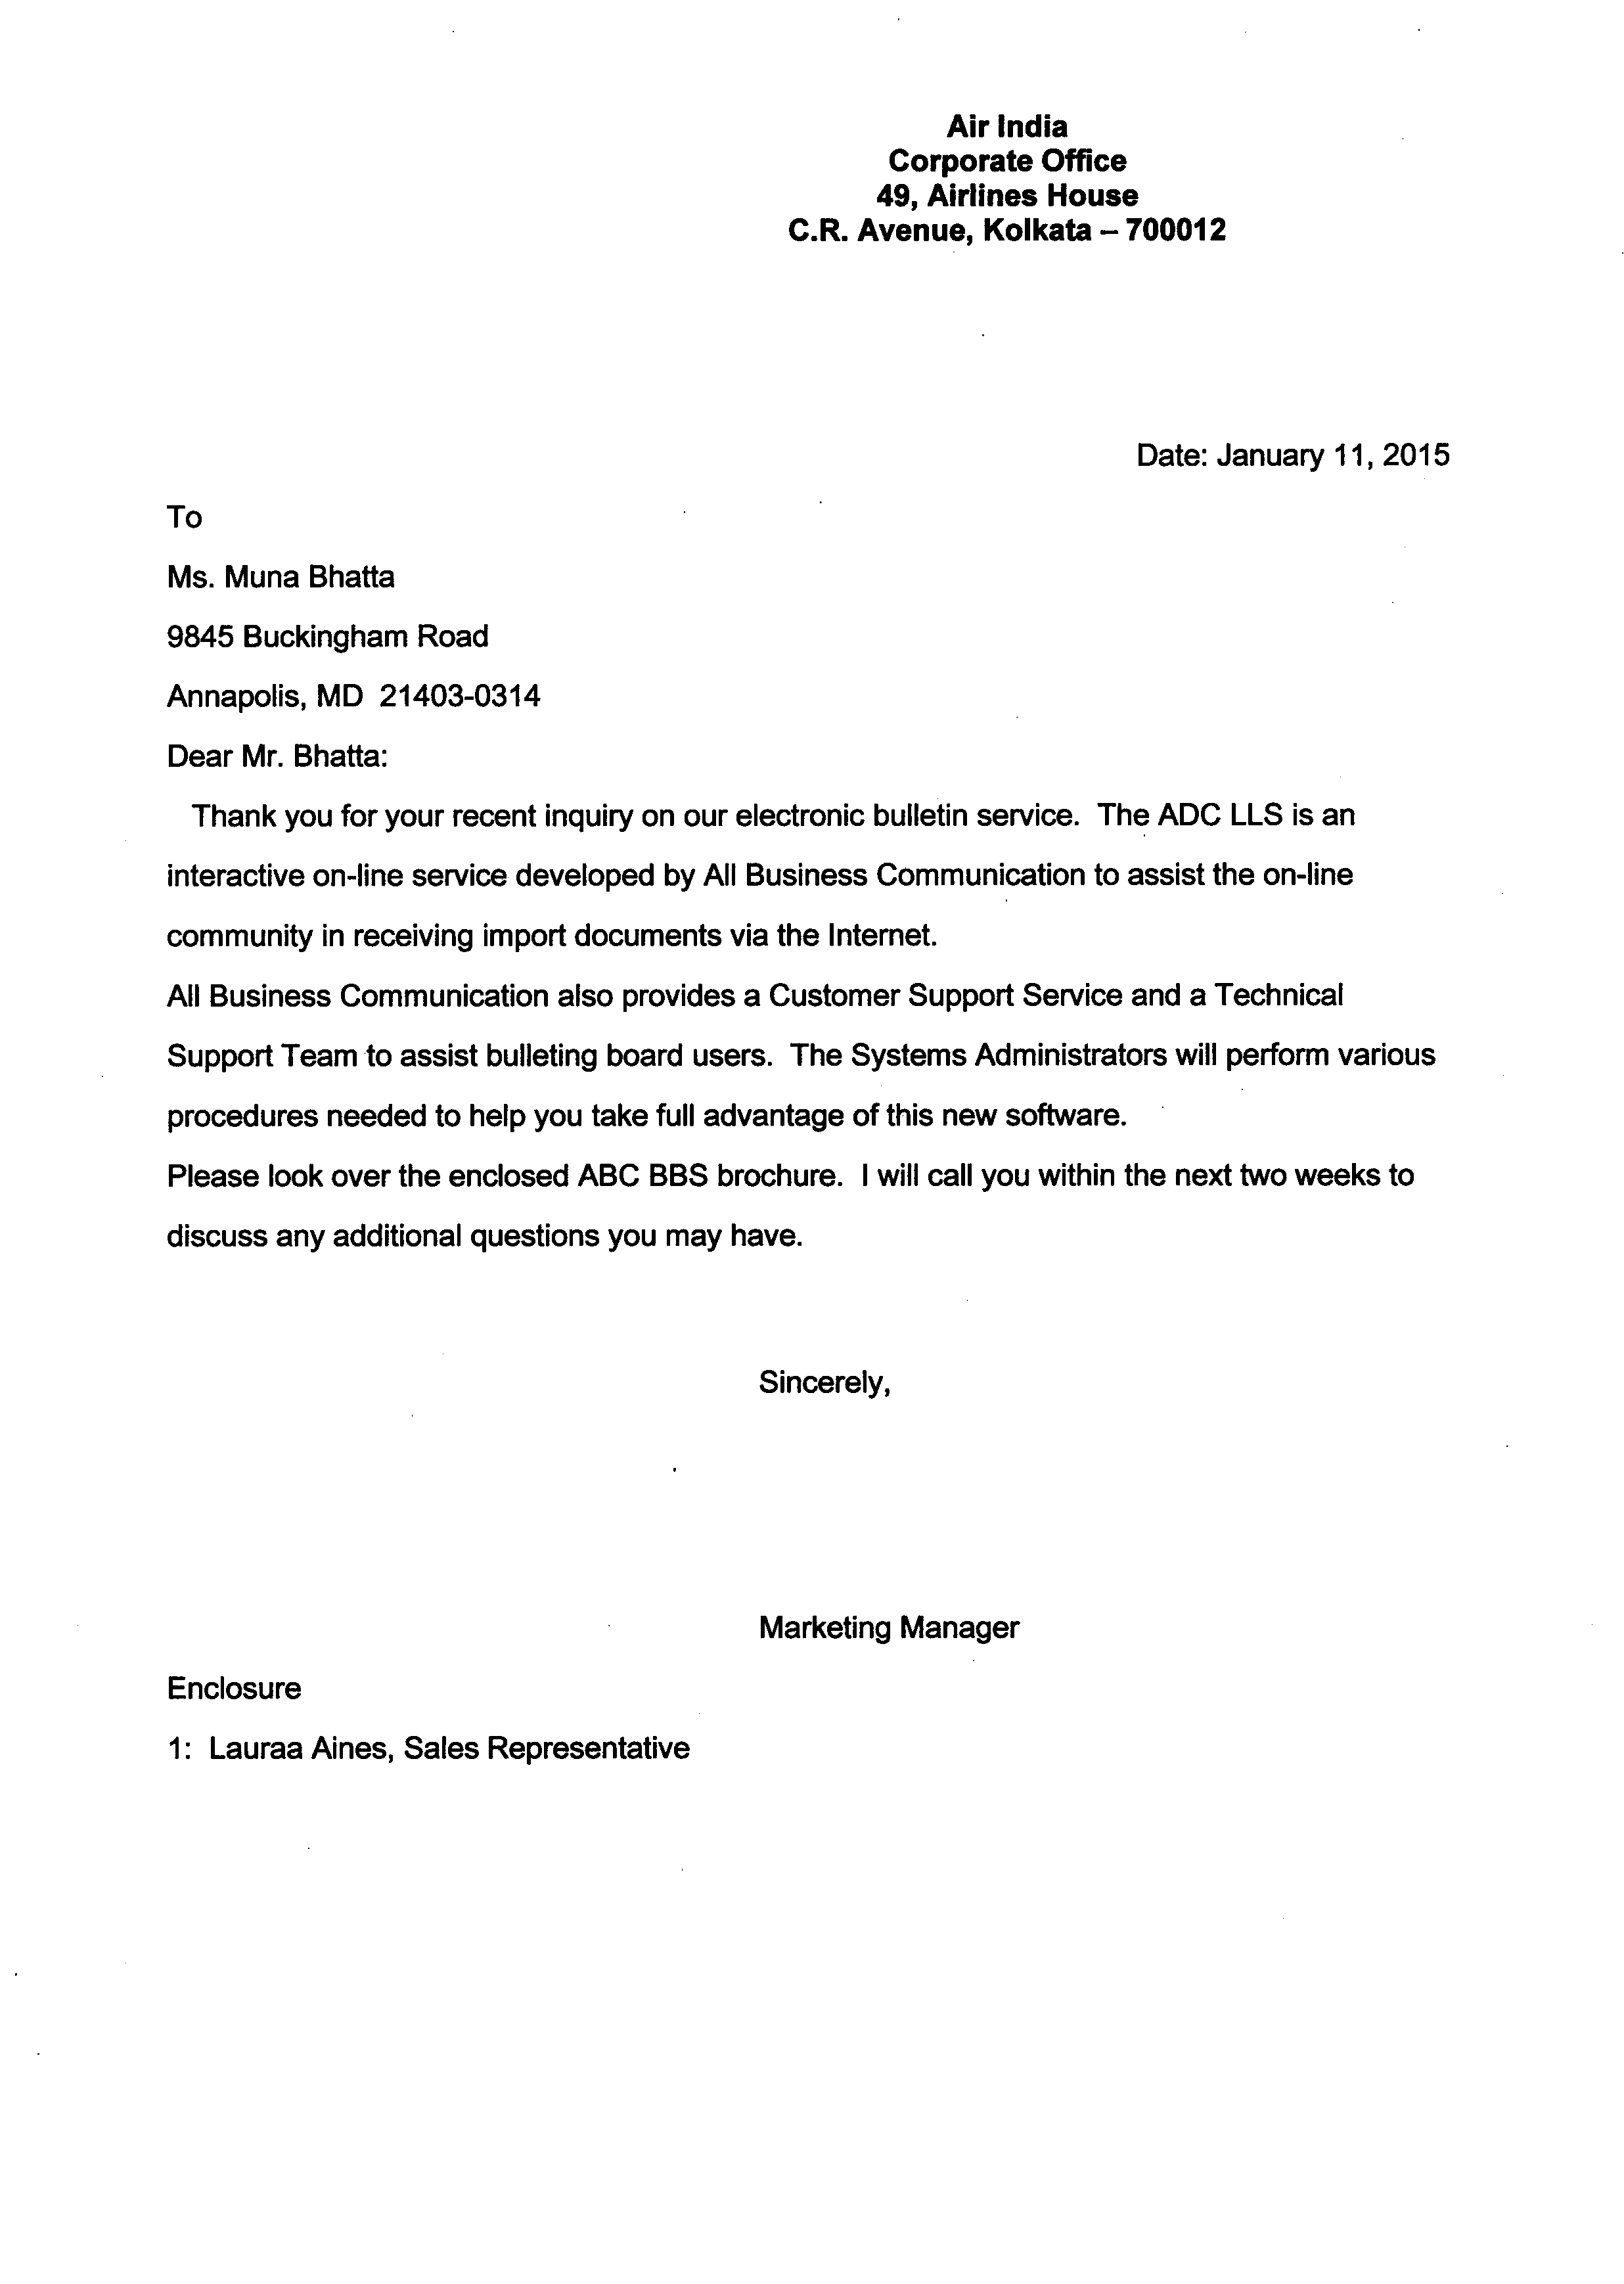 Air India
Corporate Office
49, Airlines House
C.R. Avenue, Kolkata – 700012
Date: January 11, 2015
To
Ms. Muna Bhatta
9845 Buckingham Road
Annapolis, MD  21403-0314
Dear Mr. Bhatta:
Thank you for your recent inquiry on our electronic bulletin service.  The ADC LLS is an
interactive on-line service developed by All Business Communication to assist the on-line
community in receiving import documents via the Internet.
All Business Communication also provides a Customer Support Service and a Technical
Support Team to assist bulleting board users.  The Systems Administrators will perform various
procedures needed to help you take full advantage of this new software.
Please look over the enclosed ABC BBS brochure.  I will call you within the next two weeks to
discuss any additional questions you may have.
Sincerely,
Marketing Manager
Enclosure
1:  Lauraa Aines, Sales Representative